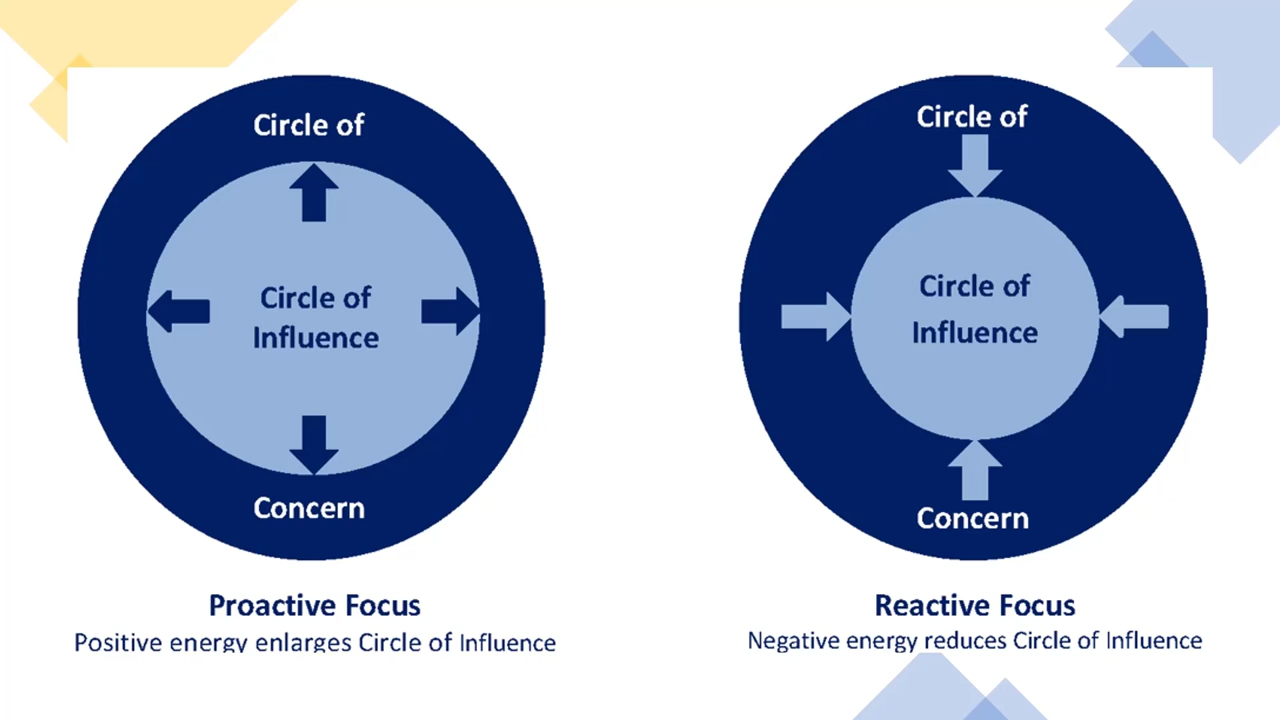 Circle of
Circle of
Influence
Concern
Proactive Focus
Positive energy enlarges Circle of Influence
Circle of
Circle of
Influence
Concern
Reactive Focus
Negative energy reduces Circle of Influence